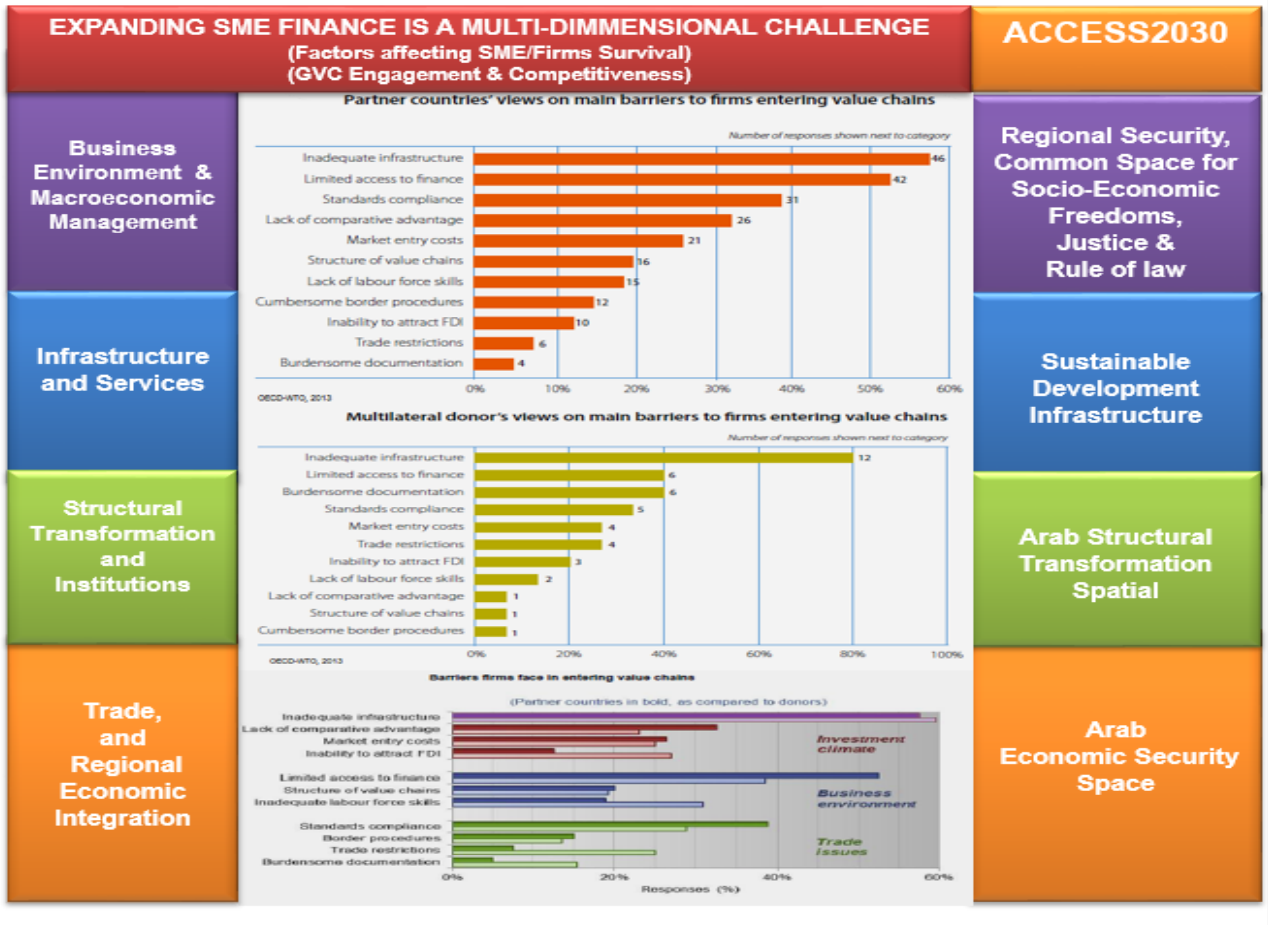 EXPANDING SME FINANCE IS A MULTI-DIMMENSIONAL CHALLENGE
(Factors affecting SME/Firms Survival)
(GVC Engagement & Competitiveness)
ACCESS2030
Business
Environment &
Macroeconomic
Management
Infrastructure
and Services
Structural
Transformation
and
Institutions
Trade,
and
Regional
Economic
Integration
Partner countries' views on main barriers to firms entering value chains
Number of responses shown next to category
Inadequate infrastructure 46
Limited access to finance 42
Standards compliance 31
Lack of comparative advantage 26
Market entry costs 21
Structure of value chains 16
Lack of labour force skills 15
Cumbersome border procedures 12
Inability to attract FDI 10
Trade restrictions 6
Burdensome documentation 4
0% 10% 20% 30% 40% 50% 60%
OECD-WTO, 2013
Multilateral donor's views on main barriers to firms entering value chains
Number of responses shown next to category
Inadequate infrastructure 12
Limited access to finance 6
Burdensome documentation 6
Standards compliance 5
Market entry costs 4
Trade restrictions 4
Inability to attract FDI 3
Lack of labour force skills 2
Lack of comparative advantage 1
Structure of value chains 1
Cumbersome border procedures 1
0% 20% 40% 60% 80% 100%
OECD-WTO, 2013
Barriers firms face in entering value chains
(Partner countries in bold, as compared to donors)
Inadequate infrastructure
Lack of comparative advantage
Market entry costs
Inability to attract FDI
Investment
climate
Limited access to finance
Structure of value chains
Inadequate labour force skills
Business
environment
Standards compliance
Border procedures
Trade restrictions
Burdensome documentation
Trade
issues
0% 20% 40% 60%
Responses (%)
Regional Security,
Common Space for
Socio-Economic
Freedoms,
Justice &
Rule of law
Sustainable
Development
Infrastructure
Arab Structural
Transformation
Spatial
Arab
Economic Security
Space